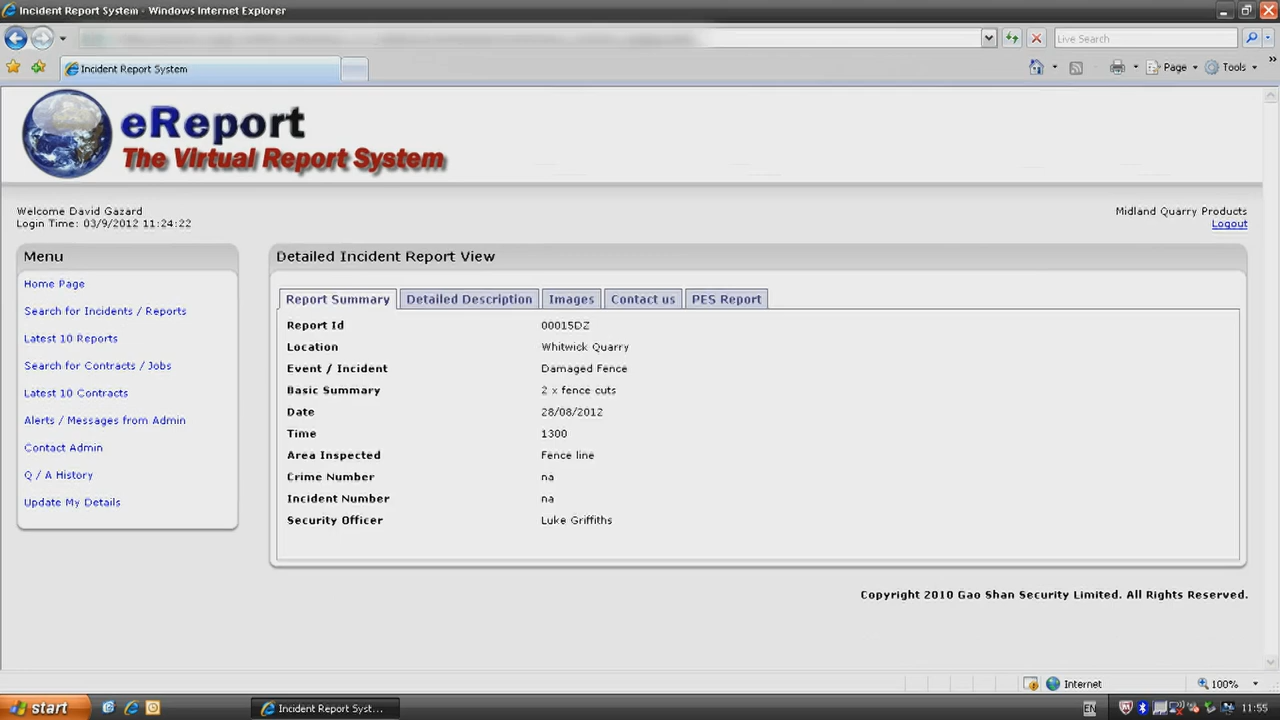 Incident Report System - Windows Internet Explorer
Live Search
Incident Report System
Page
Tools
eReport
The Virtual Report System
Welcome David Gazard
Login Time: 03/9/2012 11:24:22
Midland Quarry Products
Logout
Menu
Home Page
Search for Incidents / Reports
Latest 10 Reports
Search for Contracts / Jobs
Latest 10 Contracts
Alerts / Messages from Admin
Contact Admin
Q / A History
Update My Details
Detailed Incident Report View
Report Summary Detailed Description Images Contact us PES Report
Report Id 00015DZ
Location Whitwick Quarry
Event / Incident Damaged Fence
Basic Summary 2 x fence cuts
Date 28/08/2012
Time 1300
Area Inspected Fence line
Crime Number na
Incident Number na
Security Officer Luke Griffiths
Copyright 2010 Gao Shan Security Limited. All Rights Reserved.
Internet
100%
start
Incident Report Syst...
EN
11:55